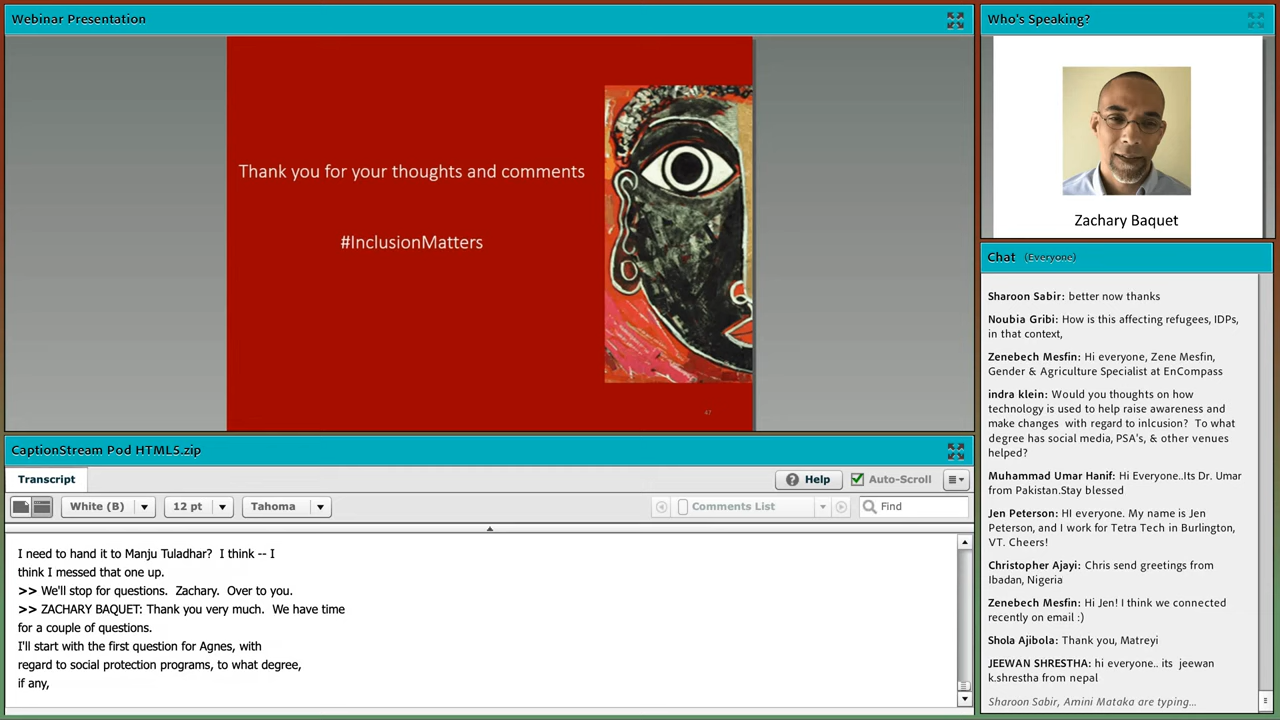 Webinar Presentation
Thank you for your thoughts and comments
#InclusionMatters
47
Who's Speaking?
Zachary Baquet
Chat (Everyone)
Sharoon Sabir: better now thanks
Noubia Gribi: How is this affecting refugees, IDPs,
in that context,
Zenebech Mesfin: Hi everyone, Zene Mesfin,
Gender & Agriculture Specialist at EnCompass
indra klein: Would you thoughts on how
technology is used to help raise awareness and
make changes with regard to inlcusion? To what
degree has social media, PSA's, & other venues
helped?
Muhammad Umar Hanif: Hi Everyone..Its Dr. Umar
from Pakistan.Stay blessed
Jen Peterson: HI everyone. My name is Jen
Peterson, and I work for Tetra Tech in Burlington,
VT. Cheers!
Christopher Ajayi: Chris send greetings from
Ibadan, Nigeria
Zenebech Mesfin: Hi Jen! I think we connected
recently on email :)
Shola Ajibola: Thank you, Matreyi
JEEWAN SHRESTHA: hi everyone.. its jeewan
k.shrestha from nepal
Sharoon Sabir, Amini Mataka are typing...
CaptionStream Pod HTML5.zip
Transcript
Help
Auto-Scroll
White (B)
12 pt
Tahoma
Comments List
Find
I need to hand it to Manju Tuladhar? I think -- I
think I messed that one up.
>> We'll stop for questions. Zachary. Over to you.
>> ZACHARY BAQUET: Thank you very much. We have time
for a couple of questions.
I'll start with the first question for Agnes, with
regard to social protection programs, to what degree,
if any,